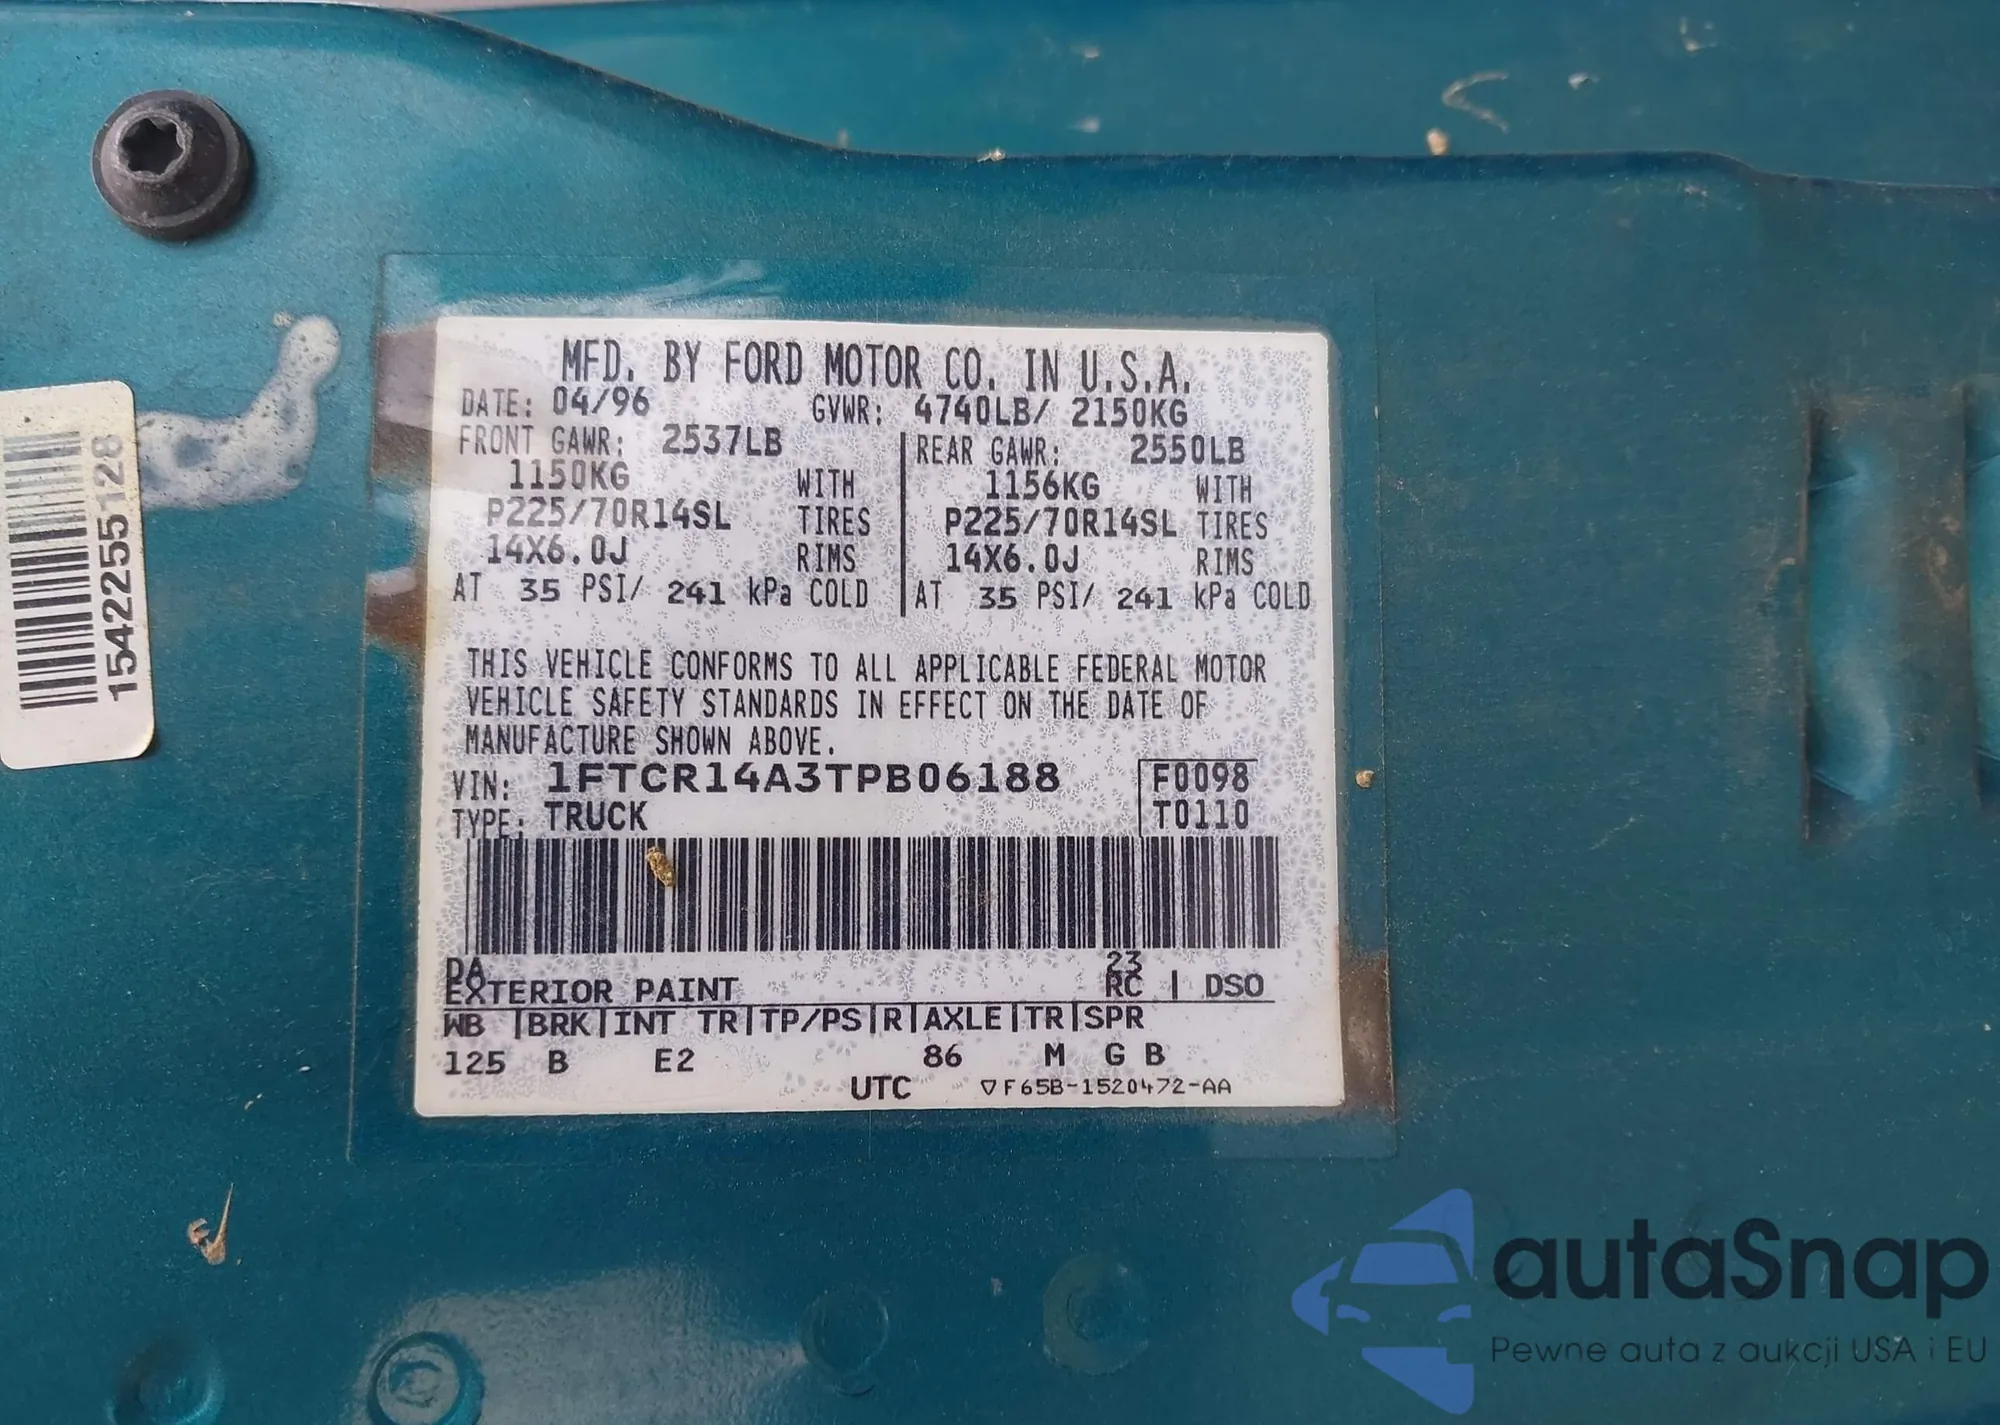 MFD. BY FORD MOTOR CO. IN U.S.A.
DATE: 04/96 GVWR: 4740LB/ 2150KG
FRONT GAWR: 2537LB REAR GAWR: 2550LB
1150KG WITH 1156KG WITH
P225/70R14SL TIRES P225/70R14SL TIRES
14X6.0J RIMS 14X6.0J RIMS
AT 35 PSI/ 241 kPa COLD AT 35 PSI/ 241 kPa COLD
THIS VEHICLE CONFORMS TO ALL APPLICABLE FEDERAL MOTOR
VEHICLE SAFETY STANDARDS IN EFFECT ON THE DATE OF
MANUFACTURE SHOWN ABOVE.
VIN: 1FTCR14A3TPB06188 F0098
TYPE: TRUCK T0110
DA 23
EXTERIOR PAINT RC | DSO
WB |BRK|INT TR|TP/PS|R|AXLE|TR|SPR
125 B E2 86 M G B
UTC ▽F65B-1520472-AA
1542255128
autaSnap
Pewne auta z aukcji USA i EU